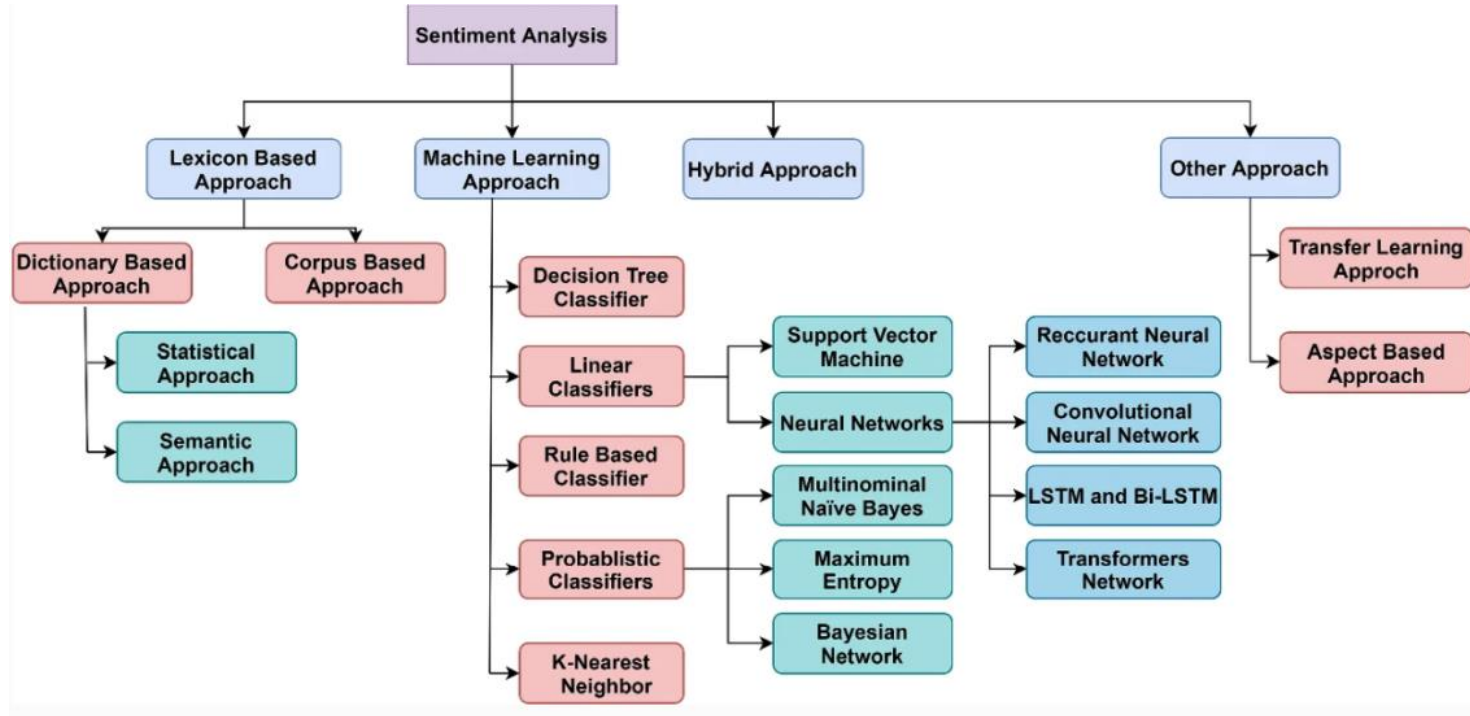 Sentiment Analysis
Lexicon Based
Approach
Machine Learning
Approach
Hybrid Approach
Other Approach
Dictionary Based
Approach
Corpus Based
Approach
Statistical
Approach
Semantic
Approach
Decision Tree
Classifier
Linear
Classifiers
Rule Based
Classifier
Probablistic
Classifiers
K-Nearest
Neighbor
Support Vector
Machine
Neural Networks
Multinominal
Naïve Bayes
Maximum
Entropy
Bayesian
Network
Reccurant Neural
Network
Convolutional
Neural Network
LSTM and Bi-LSTM
Transformers
Network
Transfer Learning
Approch
Aspect Based
Approach